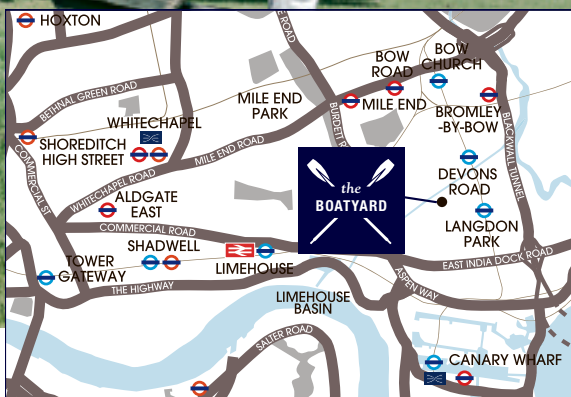 HOXTON
BETHNAL GREEN ROAD
WHITECHAPEL
SHOREDITCH
HIGH STREET
COMMERCIAL ST
WHITECHAPEL ROAD
MILE END ROAD
MILE END
PARK
BOW
ROAD
BOW
CHURCH
MILE END
BROMLEY
-BY-BOW
BLACKWALL TUNNEL
the
BOATYARD
DEVONS
ROAD
LANGDON
PARK
ALDGATE
EAST
COMMERCIAL ROAD
SHADWELL
TOWER
GATEWAY
LIMEHOUSE
THE HIGHWAY
LIMEHOUSE
BASIN
EAST INDIA DOCK ROAD
ASPEN WAY
SALTER ROAD
CANARY WHARF